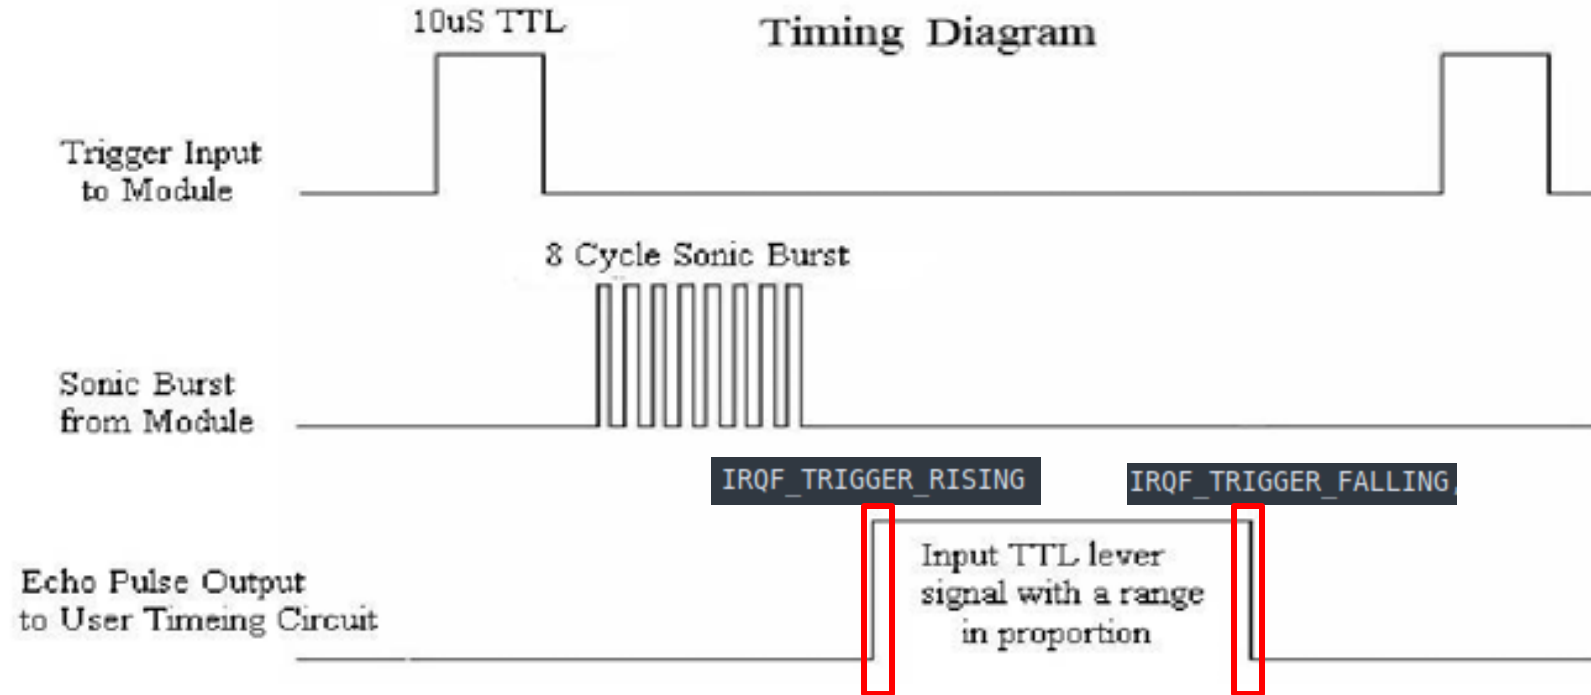 10uS TTL
Timing Diagram
Trigger Input
to Module
8 Cycle Sonic Burst
Sonic Burst
from Module
IRQF_TRIGGER_RISING
IRQF_TRIGGER_FALLING,
Input TTL lever
signal with a range
in proportion
Echo Pulse Output
to User Timeing Circuit